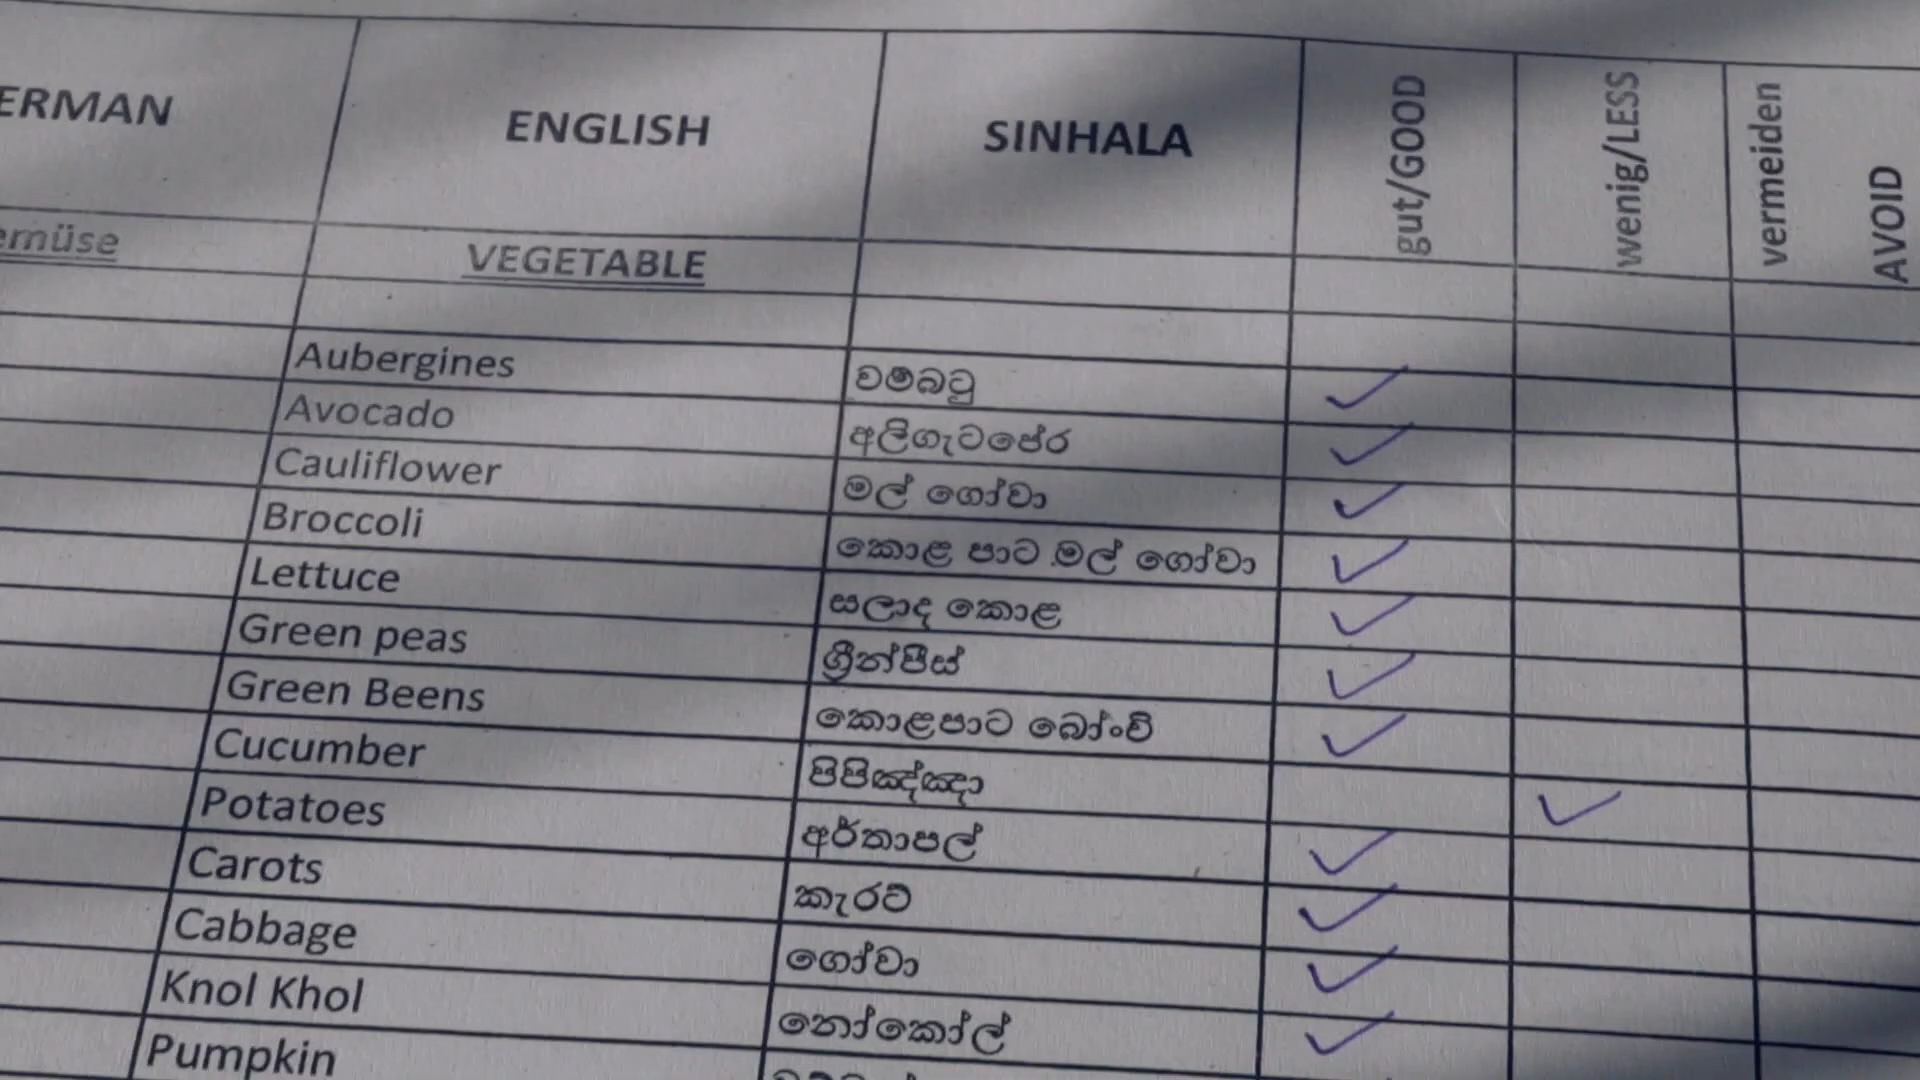 ERMAN ENGLISH SINHALA gut/GOOD wenig/LESS vermeiden AVOID
emüse VEGETABLE
Aubergines වම්බටු
Avocado අලිගැටපේර
Cauliflower මල් ගෝවා
Broccoli කොළ පාට මල් ගෝවා
Lettuce සලාද කොළ
Green peas ග්‍රීන්පීස්
Green Beens කොළපාට බෝංචි
Cucumber පිපිඤ්ඤා
Potatoes අර්තාපල්
Carots කැරට්
Cabbage ගෝවා
Knol Khol නෝකෝල්
Pumpkin